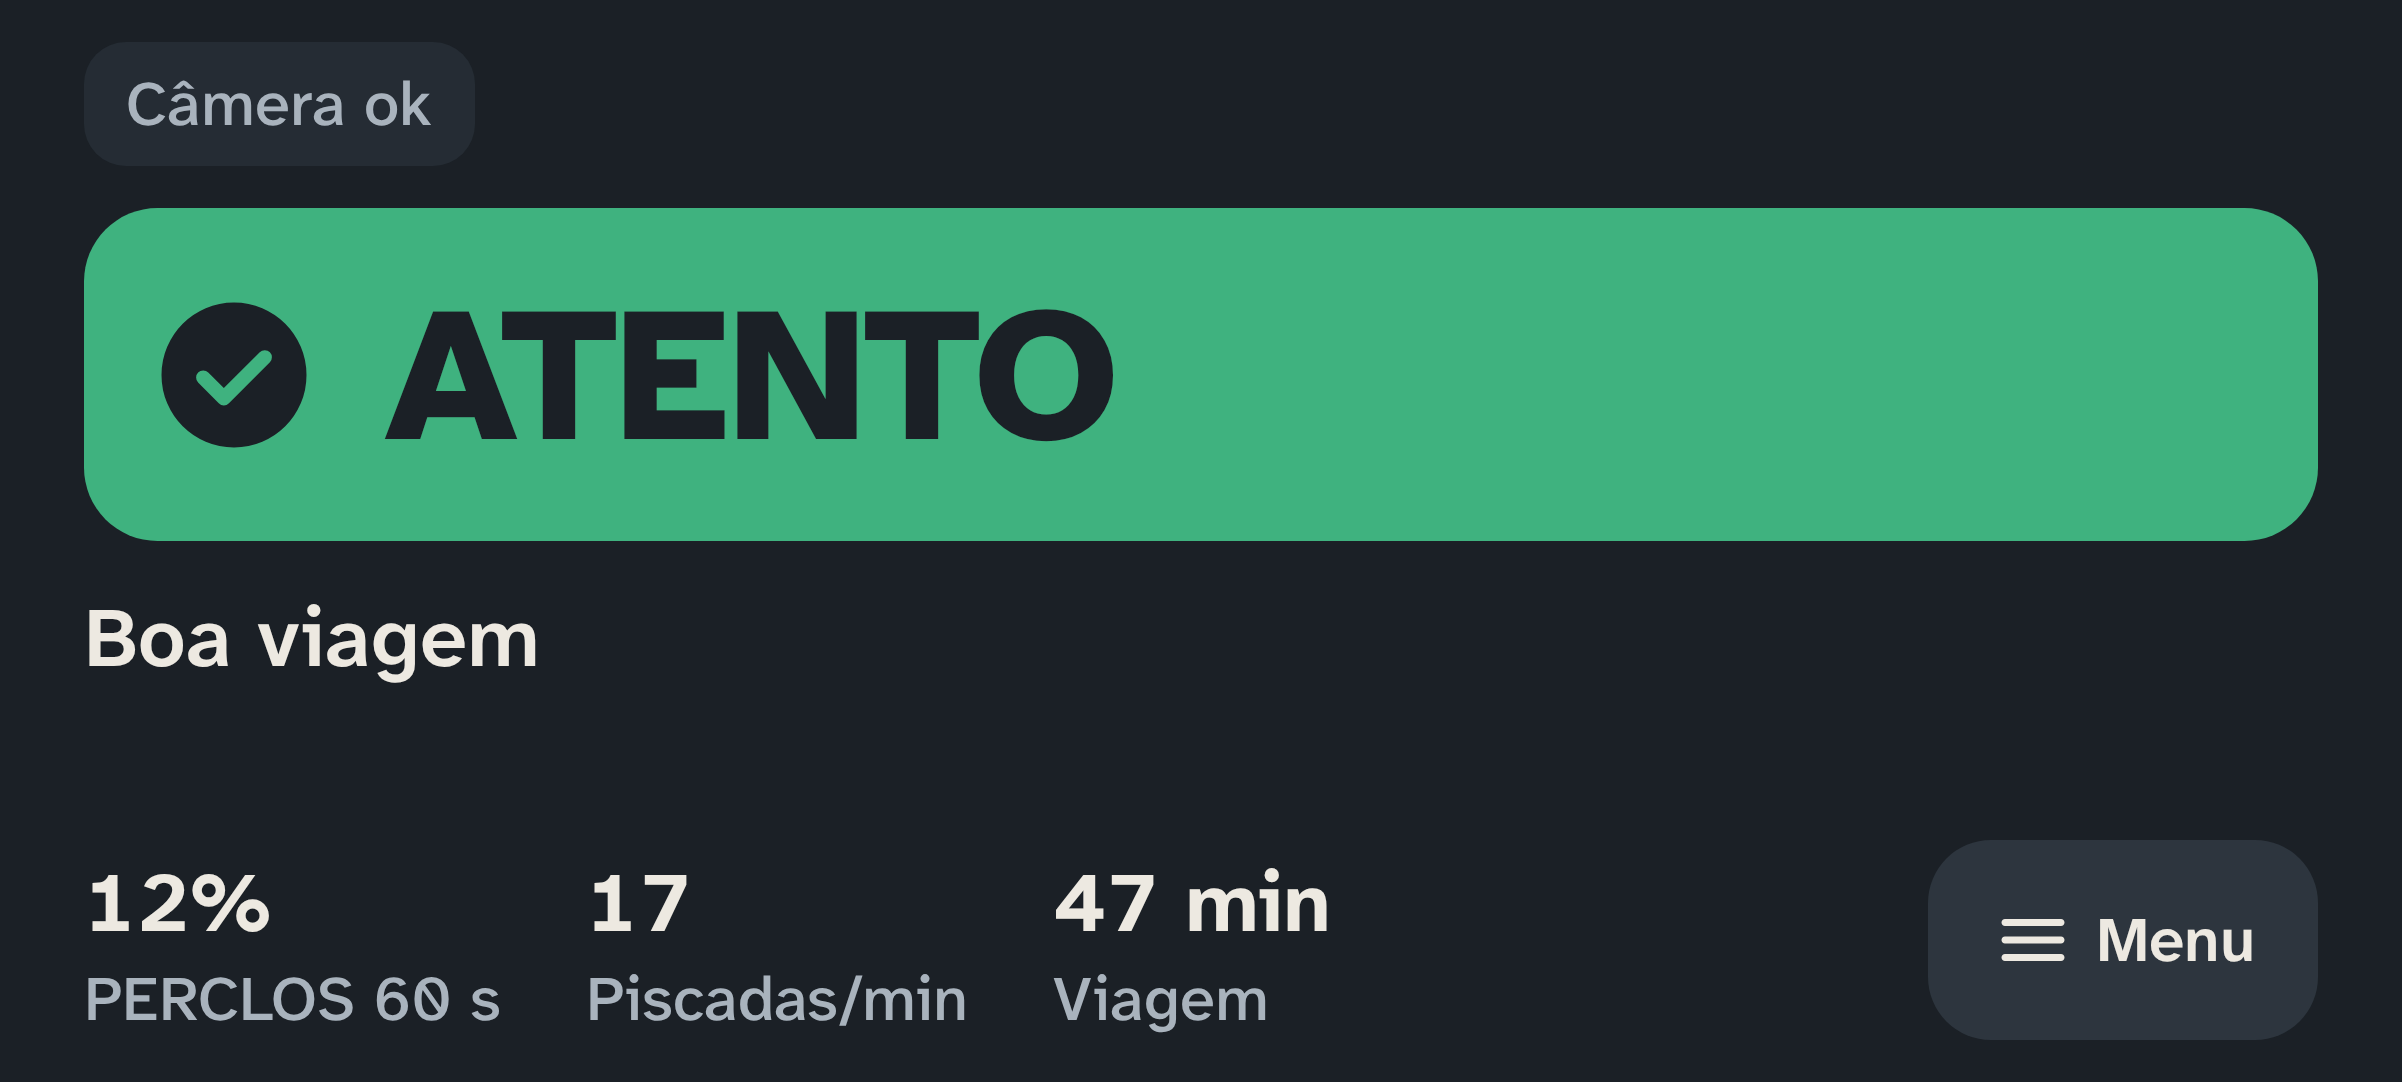 Câmera ok
ATENTO
Boa viagem
12%
PERCLOS 60 s
17
Piscadas/min
47 min
Viagem
Menu